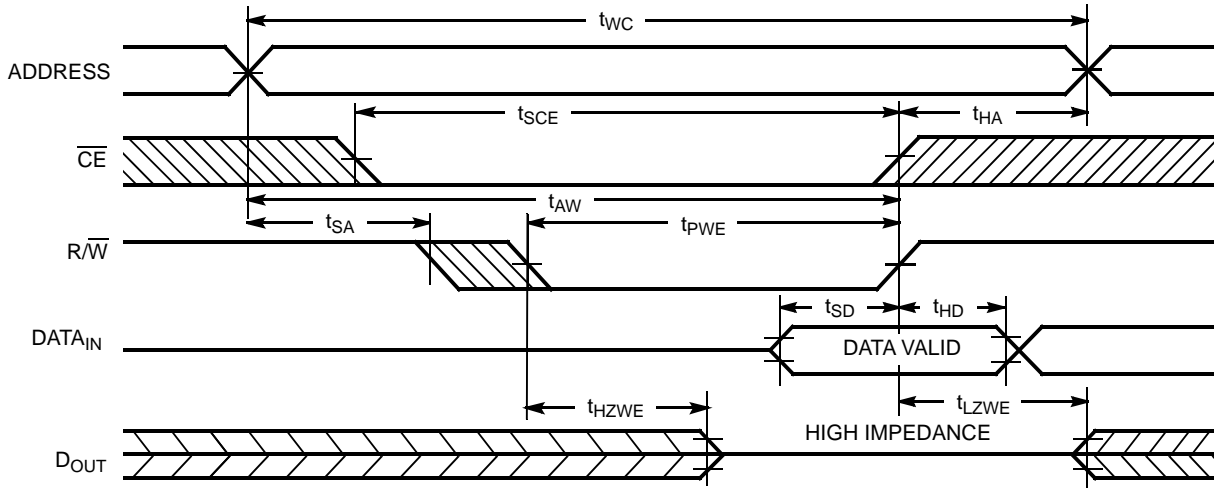 tWC
ADDRESS
tSCE
tHA
CE
tAW
tSA
tPWE
R/W
tSD
tHD
DATAIN
DATA VALID
tHZWE
tLZWE
HIGH IMPEDANCE
DOUT